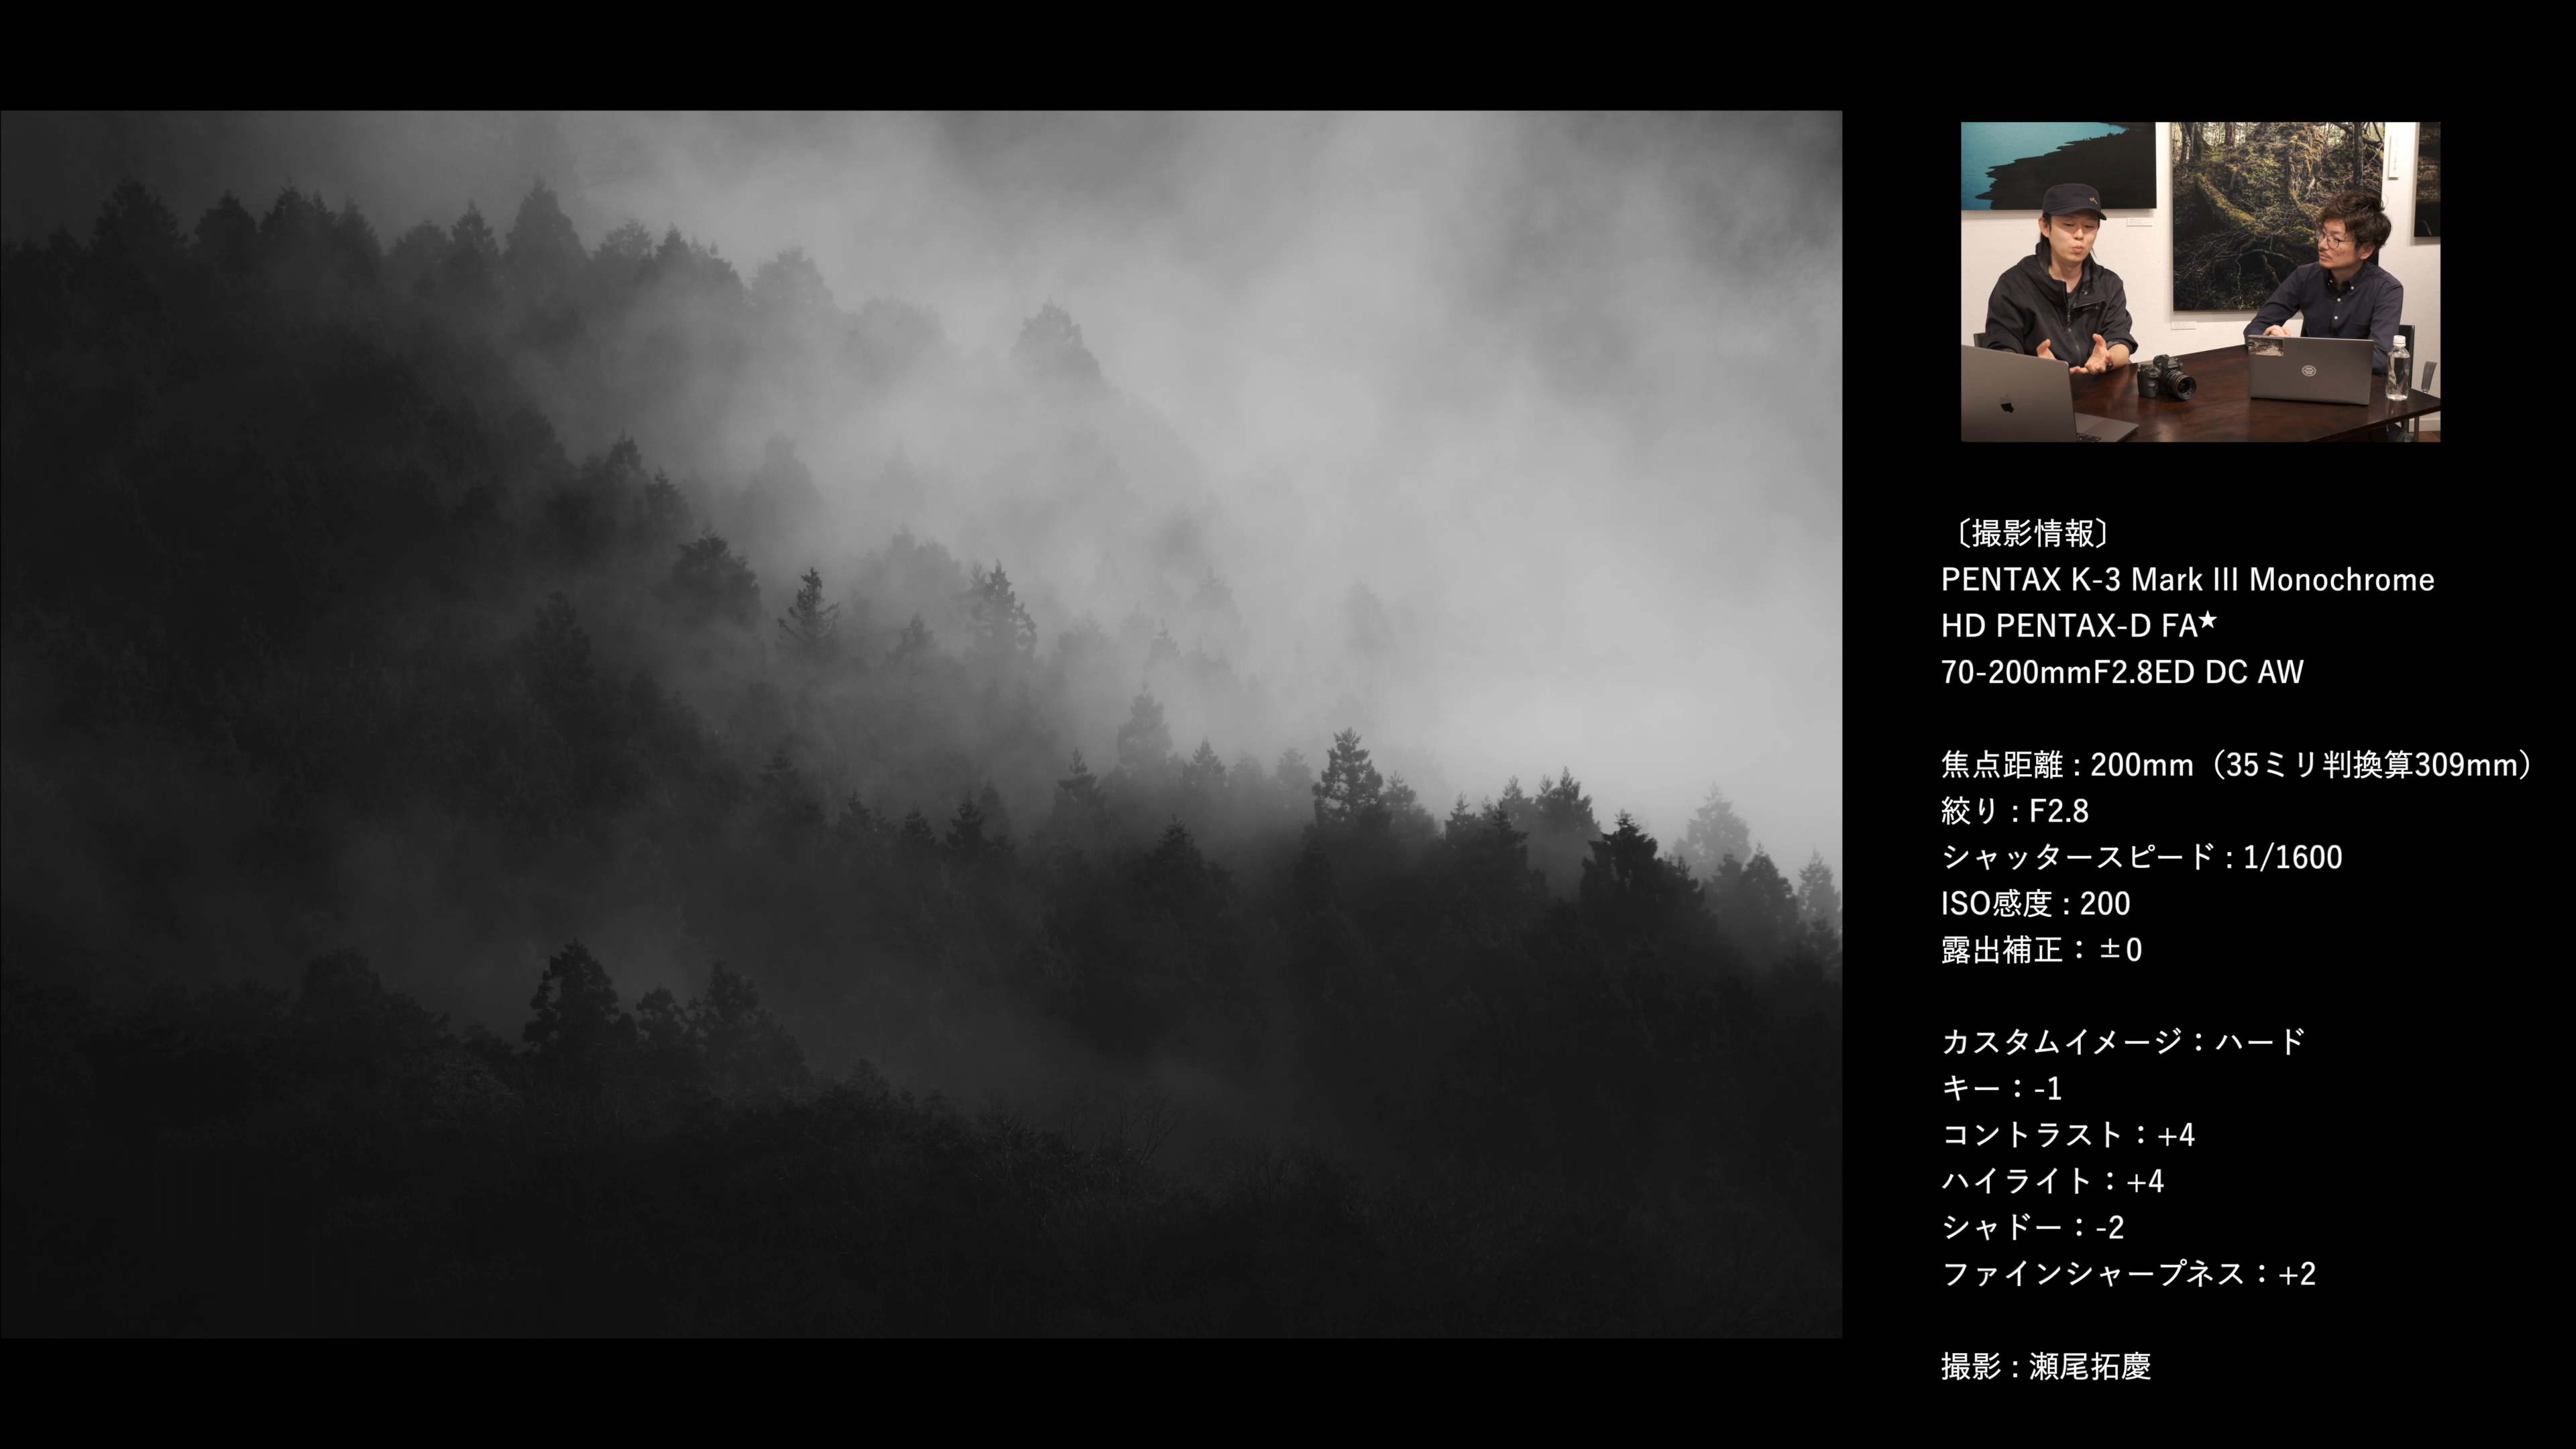 〔撮影情報〕
PENTAX K-3 Mark III Monochrome
HD PENTAX-D FA★
70-200mmF2.8ED DC AW
焦点距離 : 200mm（35ミリ判換算309mm）
絞り : F2.8
シャッタースピード : 1/1600
ISO感度 : 200
露出補正：±0
カスタムイメージ：ハード
キー：-1
コントラスト：+4
ハイライト：+4
シャドー：-2
ファインシャープネス：+2
撮影 : 瀬尾拓慶